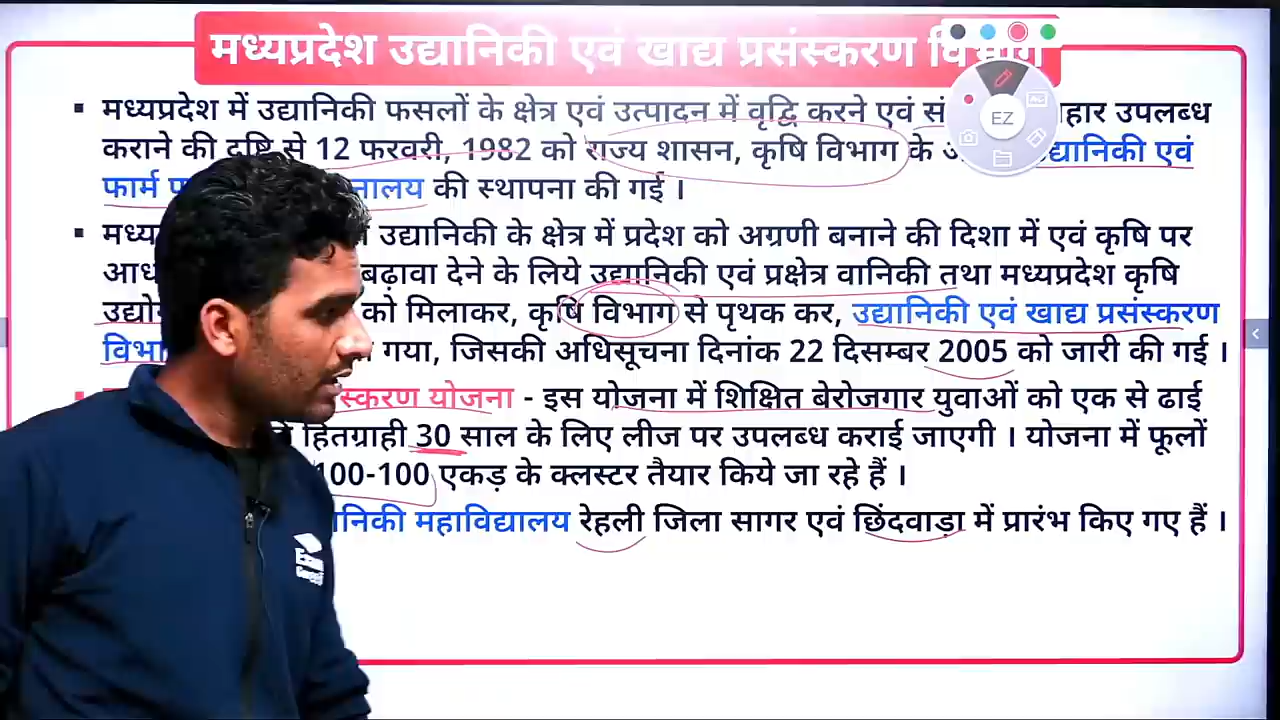 मध्यप्रदेश उद्यानिकी एवं खाद्य प्रसंस्करण विभाग
मध्यप्रदेश में उद्यानिकी फसलों के क्षेत्र एवं उत्पादन में वृद्दि करने एवं उपलब्ध
कराने की दृष्टि से 12 फरवरी, 1982 को राज्य शासन, कृषि विभाग के उद्यानिकी एवं
फार्म की स्थापना की गई ।
उद्यानिकी के क्षेत्र में प्रदेश को अग्रणी बनाने की दिशा में एवं कृषि पर
बढ़ावा देने के लिये उद्यानिकी एवं प्रक्षेत्र वानिकी तथा मध्यप्रदेश कृषि
को मिलाकर, कृषि विभाग से पृथक कर, उद्यानिकी एवं खाद्य प्रसंस्करण
गया, जिसकी अधिसूचना दिनांक 22 दिसम्बर 2005 को जारी की गई ।
योजना - इस योजना में शिक्षित बेरोजगार युवाओं को एक से ढाई
हितग्राही 30 साल के लिए लीज पर उपलब्ध कराई जाएगी । योजना में फूलों
100-100 एकड़ के क्लस्टर तैयार किये जा रहे हैं ।
महाविद्यालय रेहली जिला सागर एवं छिंदवाड़ा में प्रारंभ किए गए हैं ।
EZ